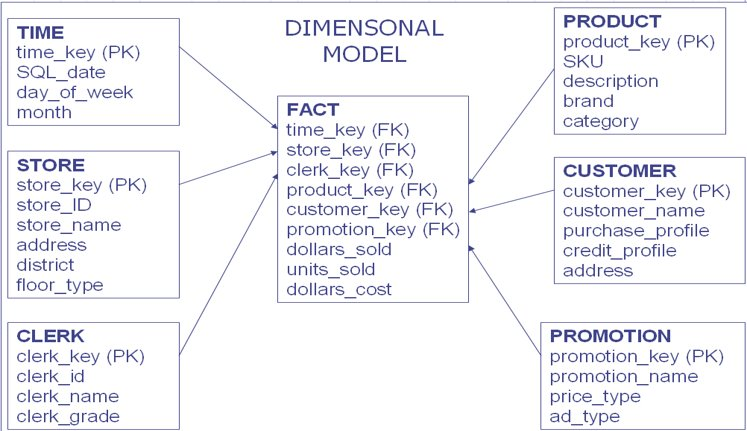 DIMENSONAL
MODEL
TIME
time_key (PK)
SQL_date
day_of_week
month
STORE
store_key (PK)
store_ID
store_name
address
district
floor_type
CLERK
clerk_key (PK)
clerk_id
clerk_name
clerk_grade
FACT
time_key (FK)
store_key (FK)
clerk_key (FK)
product_key (FK)
customer_key (FK)
promotion_key (FK)
dollars_sold
units_sold
dollars_cost
PRODUCT
product_key (PK)
SKU
description
brand
category
CUSTOMER
customer_key (PK)
customer_name
purchase_profile
credit_profile
address
PROMOTION
promotion_key (PK)
promotion_name
price_type
ad_type